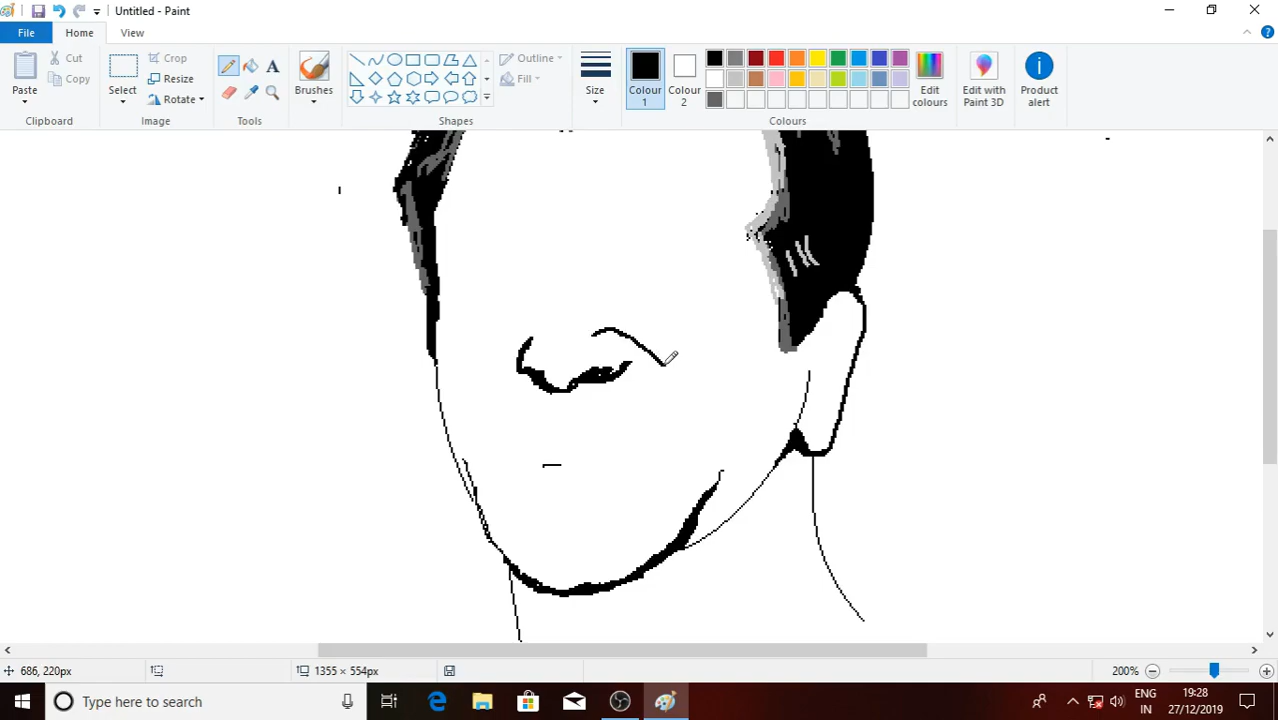 Untitled - Paint
File Home View
Paste
Cut
Copy
Clipboard
Select
Crop
Resize
Rotate
Image
A
Tools
Brushes
Outline
Fill
Shapes
Size
Colour 1
Colour 2
Edit colours
Edit with Paint 3D
Product alert
Colours
686, 220px
1355 × 554px
200%
Type here to search
ENG
IN
19:28
27/12/2019